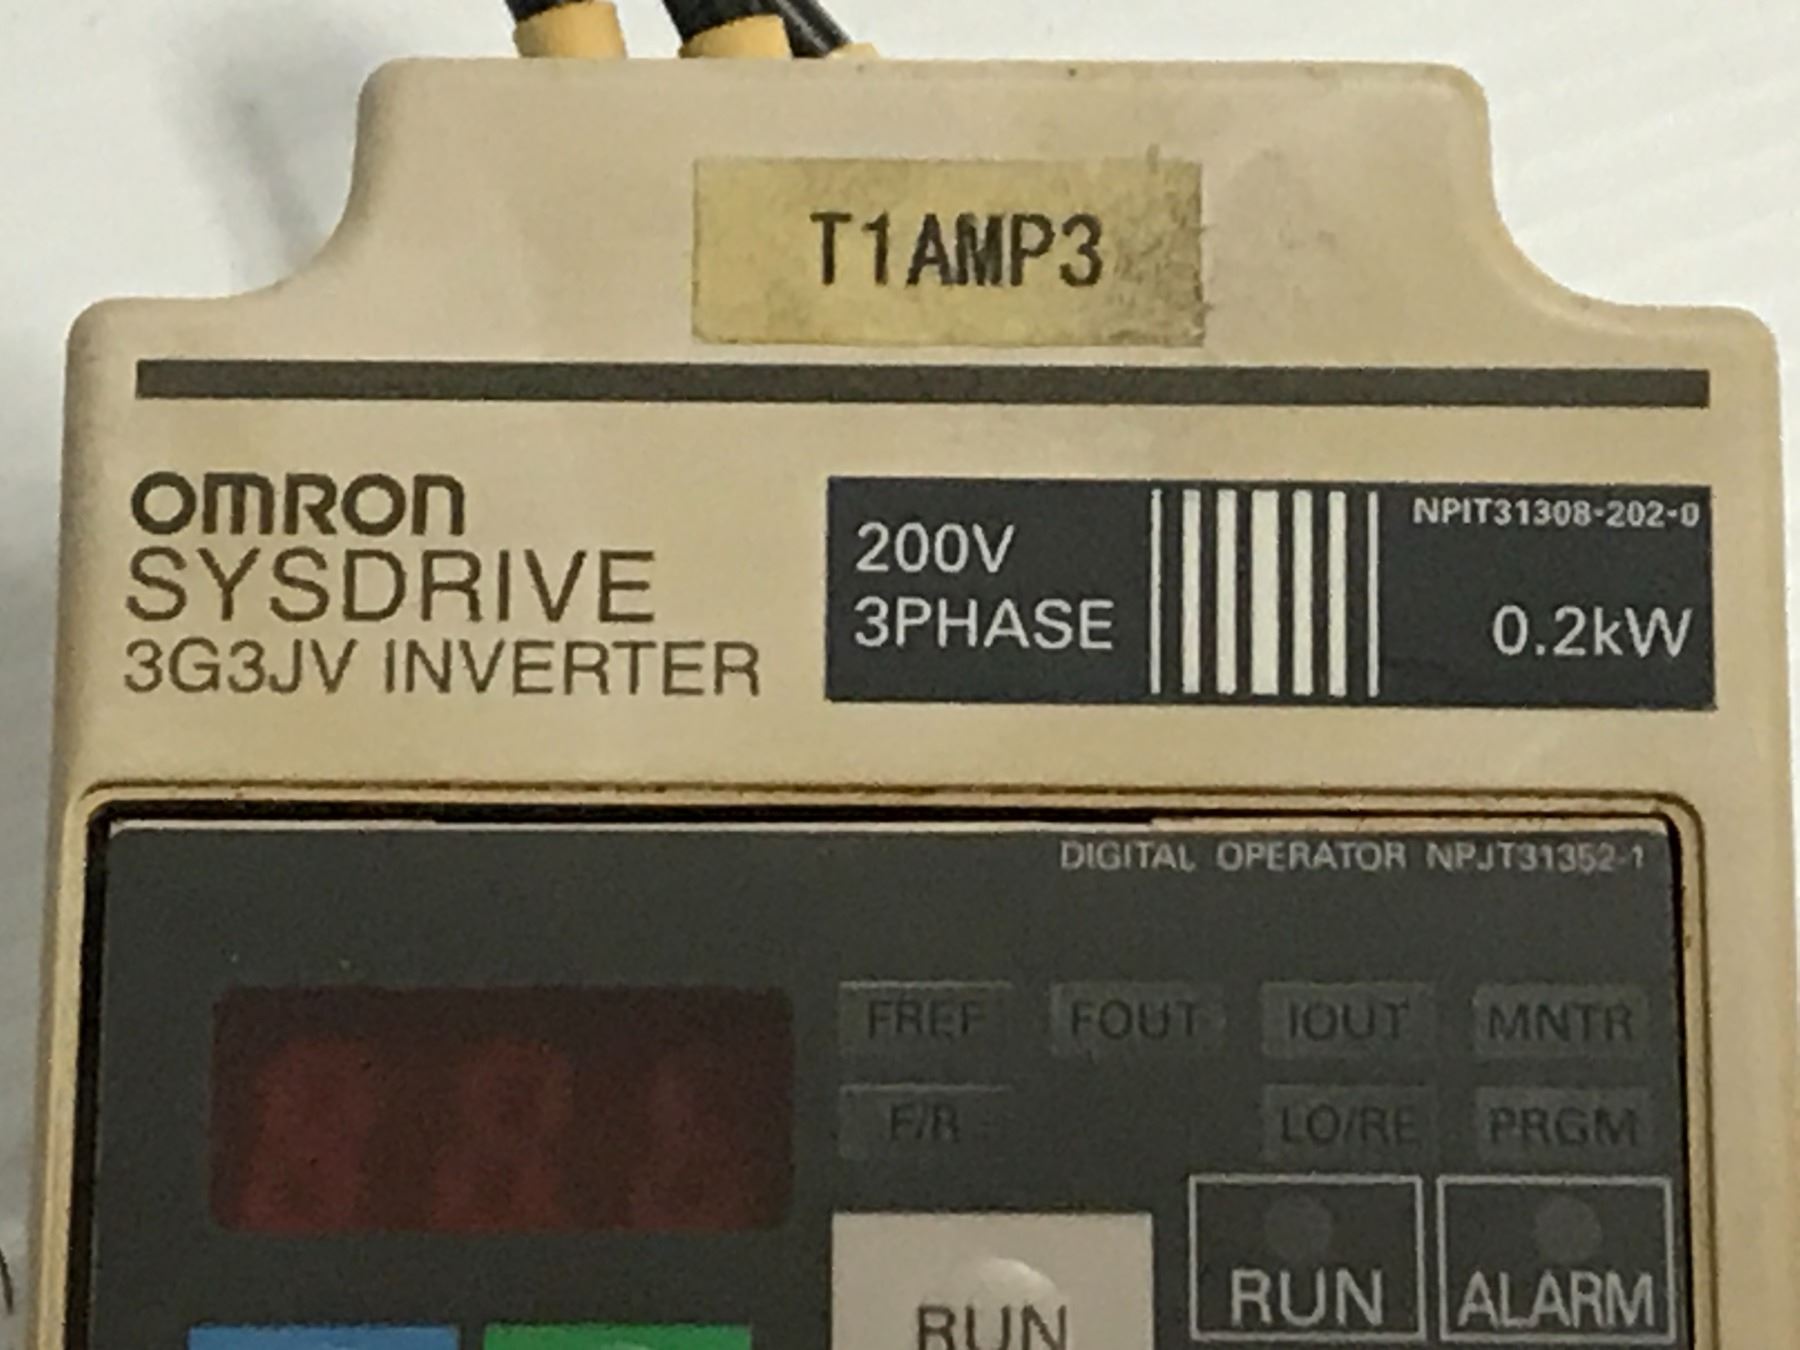 T1AMP3
OMRON
SYSDRIVE
3G3JV INVERTER
200V
3PHASE
NPIT31308-202-0
0.2kW
DIGITAL OPERATOR NPJT31352-1
FREF FOUT IOUT MNTR
F/R LO/RE PRGM
RUN RUN ALARM